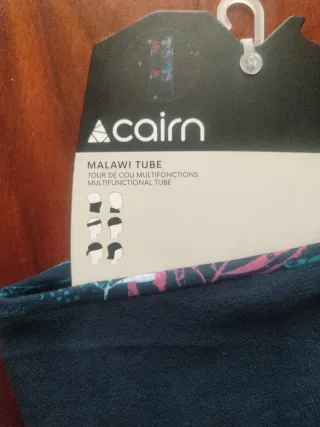 cairn
MALAWI TUBE
TOUR DE COU MULTIFONCTIONS
MULTIFUNCTIONAL TUBE